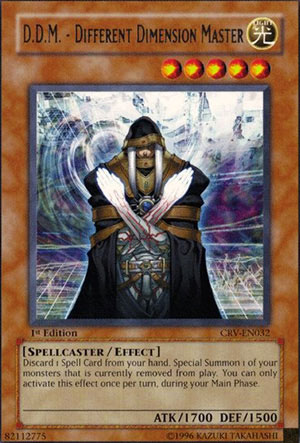 D.D.M. - Different Dimension Master
LIGHT
光
1st Edition
CRV-EN032
[Spellcaster / Effect]
Discard 1 Spell Card from your hand. Special Summon 1 of your
monsters that is currently removed from play. You can only
activate this effect once per turn, during your Main Phase.
ATK/1700 DEF/1500
82112775
©1996 KAZUKI TAKAHASHI